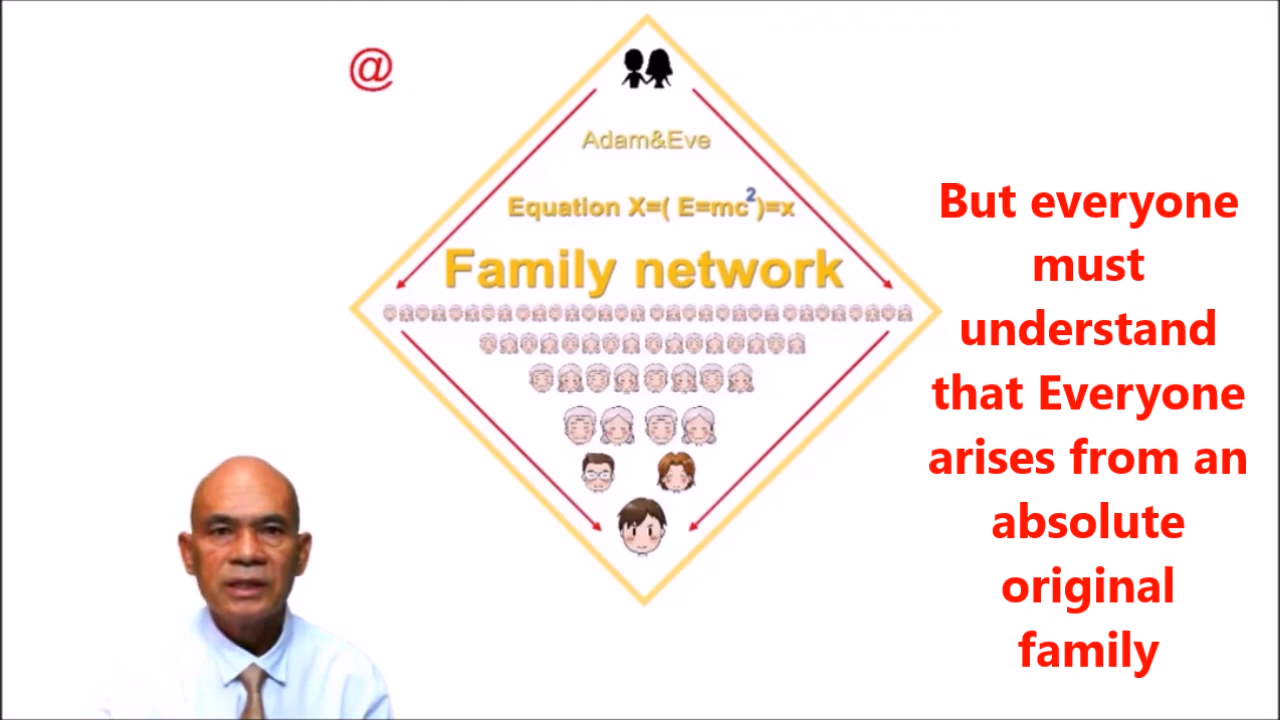 @
Adam&Eve
Equation X=( E=mc²)=x
Family network
But everyone
must
understand
that Everyone
arises from an
absolute
original
family